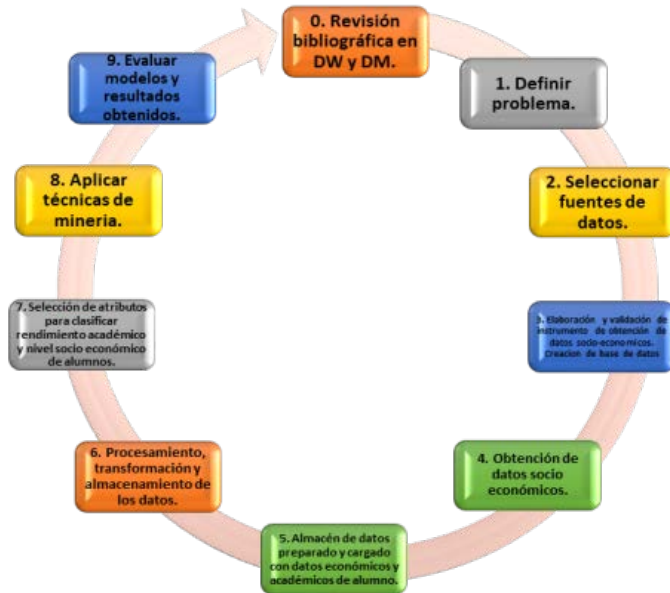 0. Revisión
bibliográfica en
DW y DM.
1. Definir
problema.
2. Seleccionar
fuentes de
datos.
3. Elaboración y validación de
instrumento de obtención de
datos socio-economicos.
Creacion de base de datos
4. Obtención de
datos socio
económicos.
5. Almacén de datos
preparado y cargado
con datos económicos y
académicos de alumno.
6. Procesamiento,
transformación y
almacenamiento de
los datos.
7. Selección de atributos
para clasificar
rendimiento académico
y nivel socio económico
de alumnos.
8. Aplicar
técnicas de
mineria.
9. Evaluar
modelos y
resultados
obtenidos.